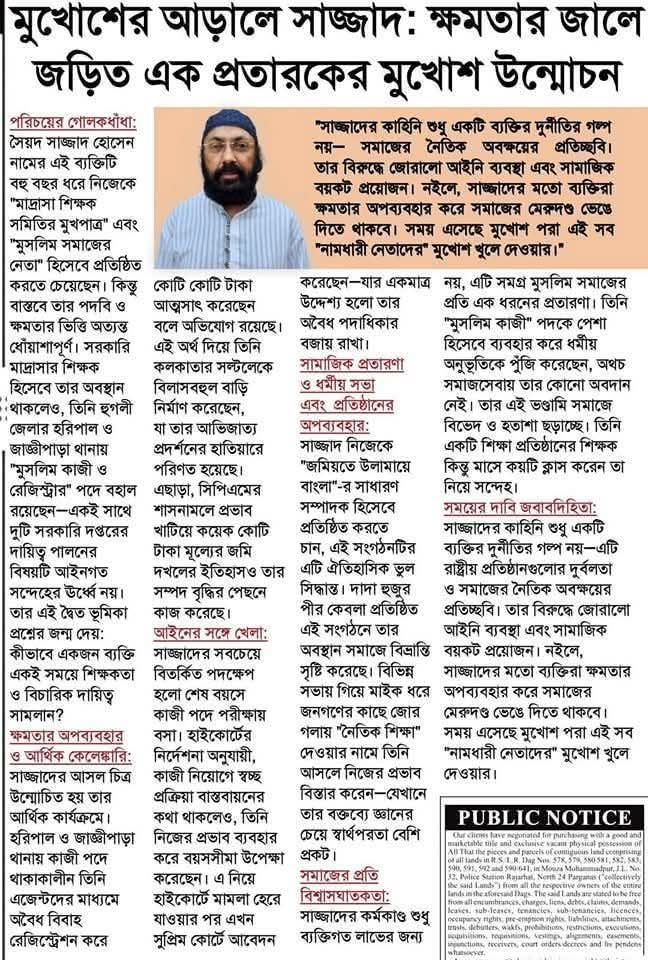 মুখোশের আড়ালে সাজ্জাদ: ক্ষমতার জালে
জড়িত এক প্রতারকের মুখোশ উন্মোচন
পরিচয়ের গোলকধাঁধা:
সৈয়দ সাজ্জাদ হোসেন
নামের এই ব্যক্তিটি
বহু বছর ধরে নিজেকে
"মাদ্রাসা শিক্ষক
সমিতির মুখপাত্র" এবং
"মুসলিম সমাজের
নেতা" হিসেবে প্রতিষ্ঠিত
করতে চেয়েছেন। কিন্তু
বাস্তবে তার পদবি ও
ক্ষমতার ভিত্তি অত্যন্ত
ধোঁয়াশাপূর্ণ। সরকারি
মাদ্রাসার শিক্ষক
হিসেবে তার অবস্থান
থাকলেও, তিনি হুগলী
জেলার হরিপাল ও
জাঙ্গীপাড়া থানায়
"মুসলিম কাজী ও
রেজিস্ট্রার" পদে বহাল
রয়েছেন—একই সাথে
দুটি সরকারি দপ্তরের
দায়িত্ব পালনের
বিষয়টি আইনগত
সন্দেহের ঊর্ধ্বে নয়।
তার এই দ্বৈত ভূমিকা
প্রশ্নের জন্ম দেয়:
কীভাবে একজন ব্যক্তি
একই সময়ে শিক্ষকতা
ও বিচারিক দায়িত্ব
সামলান?
ক্ষমতার অপব্যবহার
ও আর্থিক কেলেঙ্কারি:
সাজ্জাদের আসল চিত্র
উন্মোচিত হয় তার
আর্থিক কার্যক্রমে।
হরিপাল ও জাঙ্গীপাড়া
থানায় কাজী পদে
থাকাকালীন তিনি
এজেন্টদের মাধ্যমে
অবৈধ বিবাহ
রেজিস্ট্রেশন করে
"সাজ্জাদের কাহিনি শুধু একটি ব্যক্তির দুর্নীতির গল্প
নয়— সমাজের নৈতিক অবক্ষয়ের প্রতিচ্ছবি।
তার বিরুদ্ধে জোরালো আইনি ব্যবস্থা এবং সামাজিক
বয়কট প্রয়োজন। নইলে, সাজ্জাদের মতো ব্যক্তিরা
ক্ষমতার অপব্যবহার করে সমাজের মেরুদণ্ড ভেঙে
দিতে থাকবে। সময় এসেছে মুখোশ পরা এই সব
"নামধারী নেতাদের" মুখোশ খুলে দেওয়ার।"
কোটি কোটি টাকা
আত্মসাৎ করেছেন
বলে অভিযোগ রয়েছে।
এই অর্থ দিয়ে তিনি
কলকাতার সল্টলেকে
বিলাসবহুল বাড়ি
নির্মাণ করেছেন,
যা তার আভিজাত্য
প্রদর্শনের হাতিয়ারে
পরিণত হয়েছে।
এছাড়া, সিপিএমের
শাসনামলে প্রভাব
খাটিয়ে কয়েক কোটি
টাকা মূল্যের জমি
দখলের ইতিহাসও তার
সম্পদ বৃদ্ধির পেছনে
কাজ করেছে।
আইনের সঙ্গে খেলা:
সাজ্জাদের সবচেয়ে
বিতর্কিত পদক্ষেপ
হলো শেষ বয়সে
কাজী পদে পরীক্ষায়
বসা। হাইকোর্টের
নির্দেশনা অনুযায়ী,
কাজী নিয়োগে স্বচ্ছ
প্রক্রিয়া বাস্তবায়নের
কথা থাকলেও, তিনি
নিজের প্রভাব ব্যবহার
করে বয়সসীমা উপেক্ষা
করেছেন। এ নিয়ে
হাইকোর্টে মামলা হেরে
যাওয়ার পর এখন
সুপ্রিম কোর্টে আবেদন
করেছেন—যার একমাত্র
উদ্দেশ্য হলো তার
অবৈধ পদাধিকার
বজায় রাখা।
সামাজিক প্রতারণা
ও ধর্মীয় সভা
এবং প্রতিষ্ঠানের
অপব্যবহার:
সাজ্জাদ নিজেকে
"জমিয়তে উলামায়ে
বাংলা"-র সাধারণ
সম্পাদক হিসেবে
প্রতিষ্ঠিত করতে
চান, এই সংগঠনটির
এটি ঐতিহাসিক ভুল
সিদ্ধান্ত। দাদা হুজুর
পীর কেবলা প্রতিষ্ঠিত
এই সংগঠনে তার
অবস্থান সমাজে বিভ্রান্তি
সৃষ্টি করেছে। বিভিন্ন
সভায় গিয়ে মাইক ধরে
জনগণের কাছে জোর
গলায় "নৈতিক শিক্ষা"
দেওয়ার নামে তিনি
আসলে নিজের প্রভাব
বিস্তার করেন—যেখানে
তার বক্তব্যে জ্ঞানের
চেয়ে স্বার্থপরতা বেশি
প্রকট।
সমাজের প্রতি
বিশ্বাসঘাতকতা:
সাজ্জাদের কর্মকাণ্ড শুধু
ব্যক্তিগত লাভের জন্য
নয়, এটি সমগ্র মুসলিম সমাজের
প্রতি এক ধরনের প্রতারণা। তিনি
"মুসলিম কাজী" পদকে পেশা
হিসেবে ব্যবহার করে ধর্মীয়
অনুভূতিকে পুঁজি করেছেন, অথচ
সমাজসেবায় তার কোনো অবদান
নেই। তার এই ভণ্ডামি সমাজে
বিভেদ ও হতাশা ছড়াচ্ছে। তিনি
একটি শিক্ষা প্রতিষ্ঠানের শিক্ষক
কিন্তু মাসে কয়টি ক্লাস করেন তা
নিয়ে সন্দেহ।
সময়ের দাবি জবাবদিহিতা:
সাজ্জাদের কাহিনি শুধু একটি
ব্যক্তির দুর্নীতির গল্প নয়—এটি
রাষ্ট্রীয় প্রতিষ্ঠানগুলোর দুর্বলতা
ও সমাজের নৈতিক অবক্ষয়ের
প্রতিচ্ছবি। তার বিরুদ্ধে জোরালো
আইনি ব্যবস্থা এবং সামাজিক
বয়কট প্রয়োজন। নইলে,
সাজ্জাদের মতো ব্যক্তিরা ক্ষমতার
অপব্যবহার করে সমাজের
মেরুদণ্ড ভেঙে দিতে থাকবে।
সময় এসেছে মুখোশ পরা এই সব
"নামধারী নেতাদের" মুখোশ খুলে
দেওয়ার।
PUBLIC NOTICE
Our clients have negotiated for purchasing with a good and
marketable title and exclusive vacant physical possession of
All That the pieces and parcels of contiguous land comprising
of all lands in R.S./L.R. Dag Nos. 578, 579, 580 581, 582, 583,
590, 591, 592 and 590/641, in Mouza Mohammadpur, J.L. No.
32, Police Station Rajarhat, North 24 Parganas ("collectively
the said Lands") from all the respective owners of the entire
lands in the aforesaid Dags. The said Lands are stated to be free
from all encumbrances, charges, liens, debts, claims, demands,
leases, sub-leases, tenancies, sub-tenancies, licences,
occupancy rights, pre-emption rights, liabilities, attachments,
trusts, debutters, wakfs, prohibitions, restrictions, executions,
acquisitions, requisitions, vestings, alignments, easements,
injunctions, receivers, court orders/decrees and lis pendens